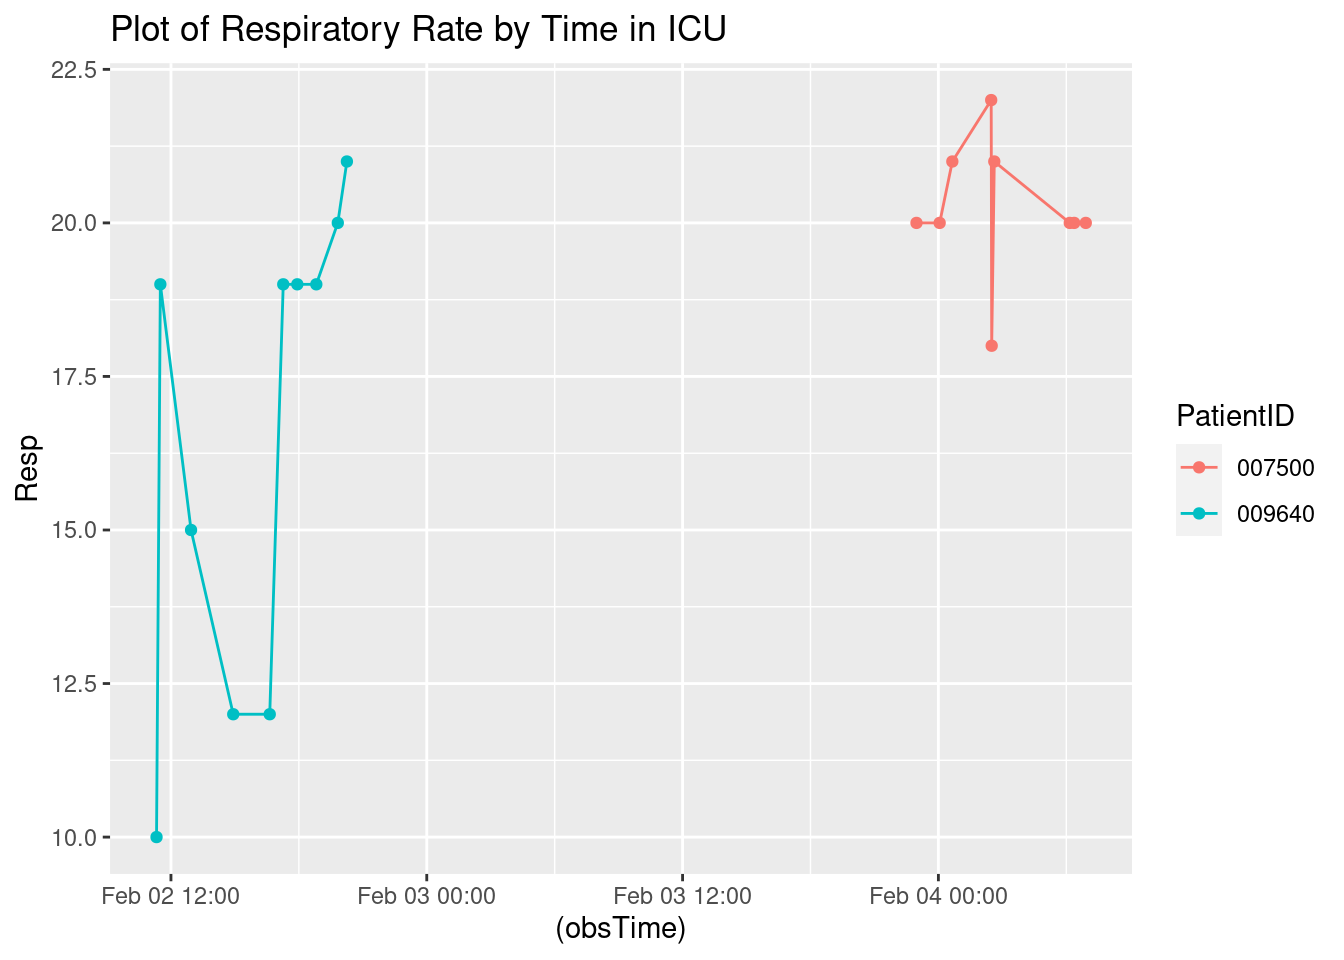 Plot of Respiratory Rate by Time in ICU
22.5
20.0
17.5
15.0
12.5
10.0
Resp
Feb 02 12:00
Feb 03 00:00
Feb 03 12:00
Feb 04 00:00
(obsTime)
PatientID
007500
009640